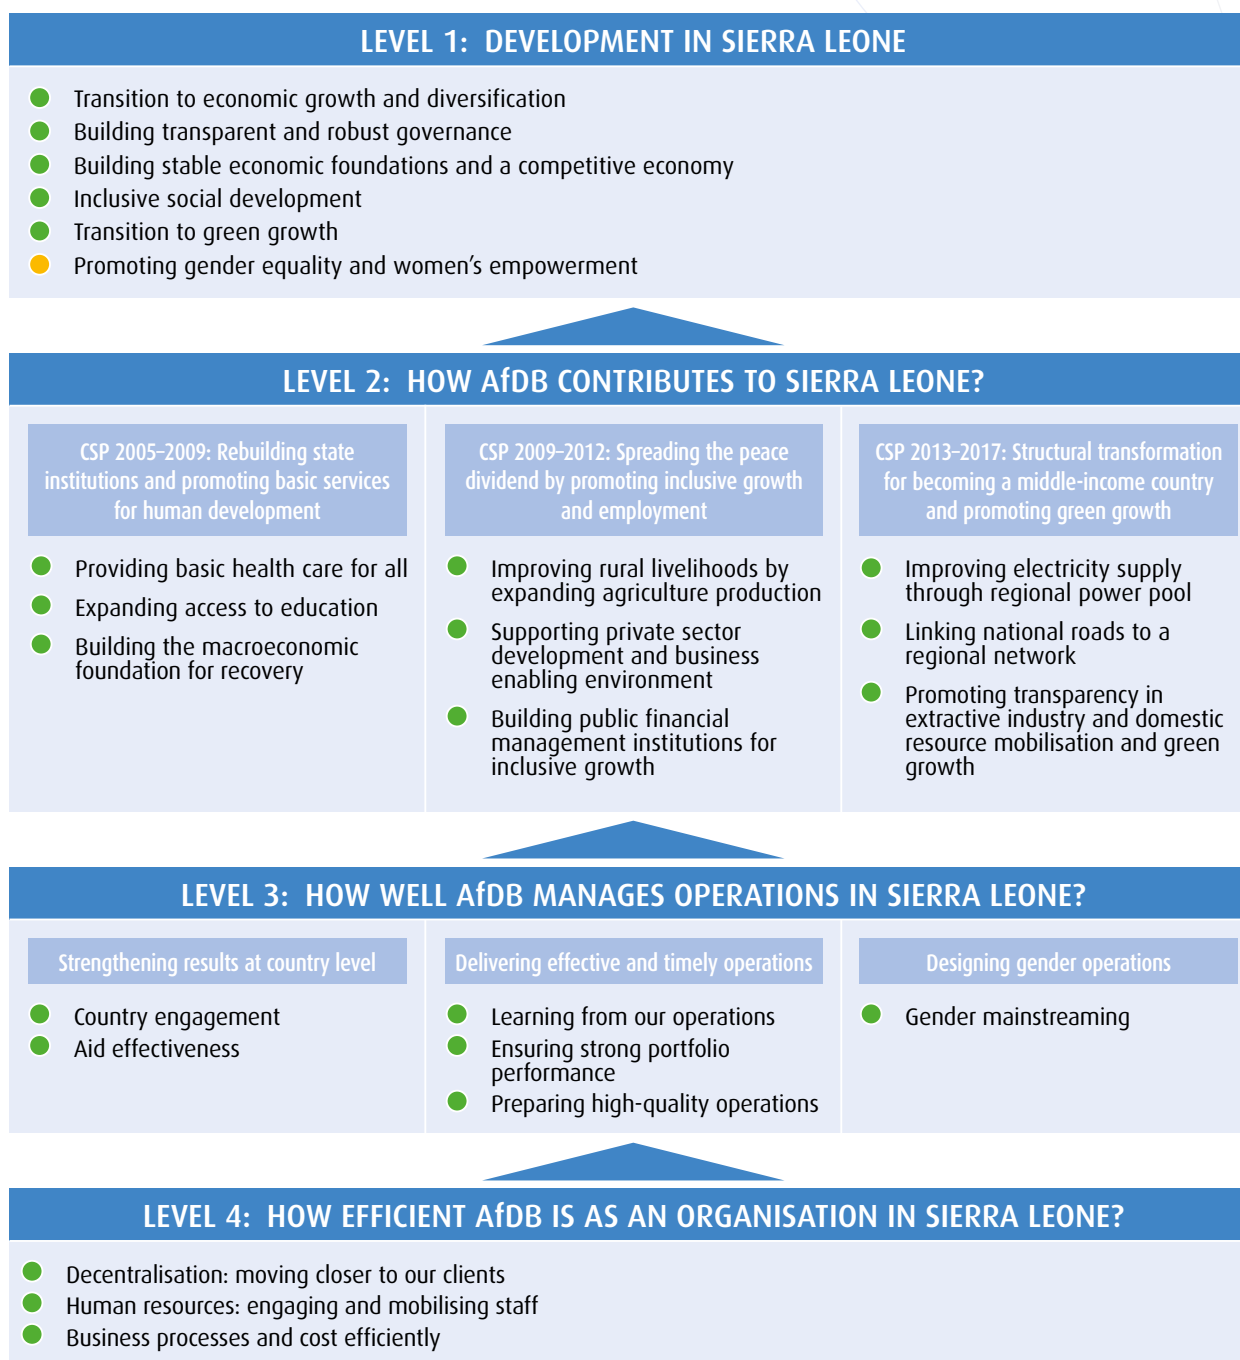 LEVEL 1: DEVELOPMENT IN SIERRA LEONE
Transition to economic growth and diversification
Building transparent and robust governance
Building stable economic foundations and a competitive economy
Inclusive social development
Transition to green growth
Promoting gender equality and women's empowerment
LEVEL 2: HOW AfDB CONTRIBUTES TO SIERRA LEONE?
CSP 2005–2009: Rebuilding state
institutions and promoting basic services
for human development
Providing basic health care for all
Expanding access to education
Building the macroeconomic
foundation for recovery
CSP 2009–2012: Spreading the peace
dividend by promoting inclusive growth
and employment
Improving rural livelihoods by
expanding agriculture production
Supporting private sector
development and business
enabling environment
Building public financial
management institutions for
inclusive growth
CSP 2013–2017: Structural transformation
for becoming a middle-income country
and promoting green growth
Improving electricity supply
through regional power pool
Linking national roads to a
regional network
Promoting transparency in
extractive industry and domestic
resource mobilisation and green
growth
LEVEL 3: HOW WELL AfDB MANAGES OPERATIONS IN SIERRA LEONE?
Strengthening results at country level
Country engagement
Aid effectiveness
Delivering effective and timely operations
Learning from our operations
Ensuring strong portfolio
performance
Preparing high-quality operations
Designing gender operations
Gender mainstreaming
LEVEL 4: HOW EFFICIENT AfDB IS AS AN ORGANISATION IN SIERRA LEONE?
Decentralisation: moving closer to our clients
Human resources: engaging and mobilising staff
Business processes and cost efficiently